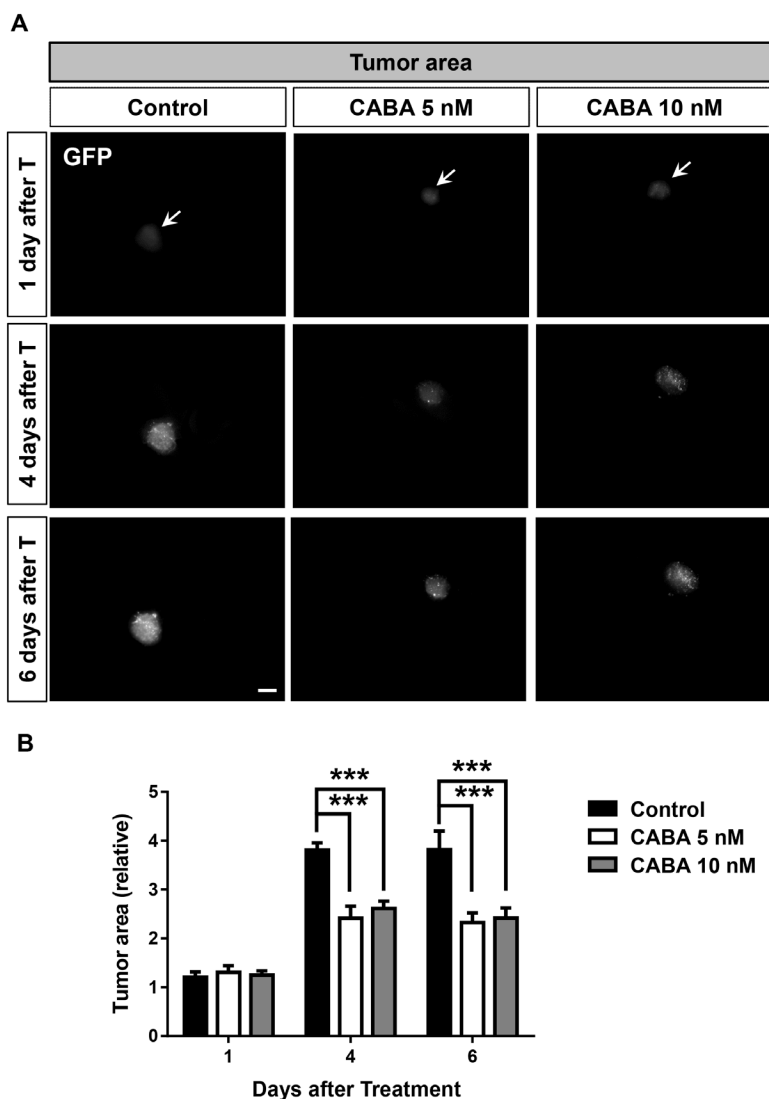 A
Tumor area
Control
CABA 5 nM
CABA 10 nM
1 day after T
GFP
4 days after T
6 days after T
B
Tumor area (relative)
5
4
3
2
1
0
***
***
***
***
1
4
6
Days after Treatment
Control
CABA 5 nM
CABA 10 nM